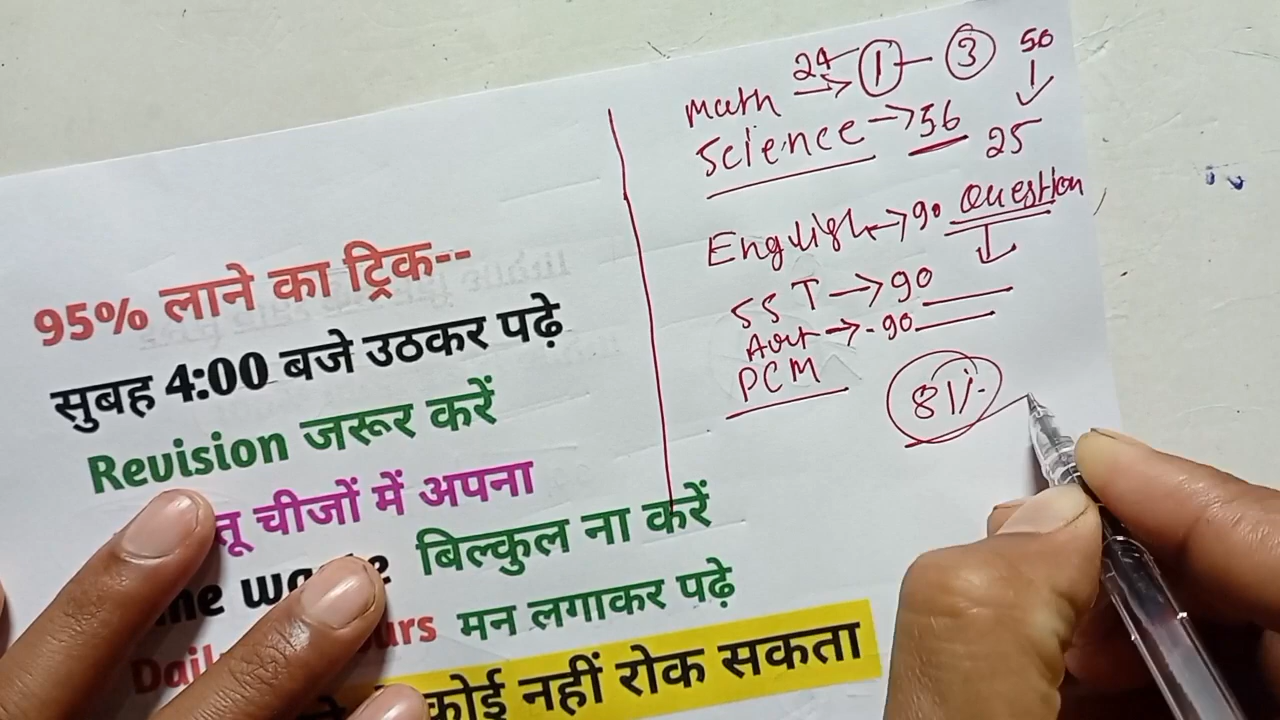 95% लाने का ट्रिक--
सुबह 4:00 बजे उठकर पढ़े
Revision जरूर करें
तू चीजों में अपना
बिल्कुल ना करें
मन लगाकर पढ़े
कोई नहीं रोक सकता
Math 24 → 1 — 3
50 ↓ 25
Science → 56
English → 90 Question ↓
SST → 90
→ 90
PCM
81%